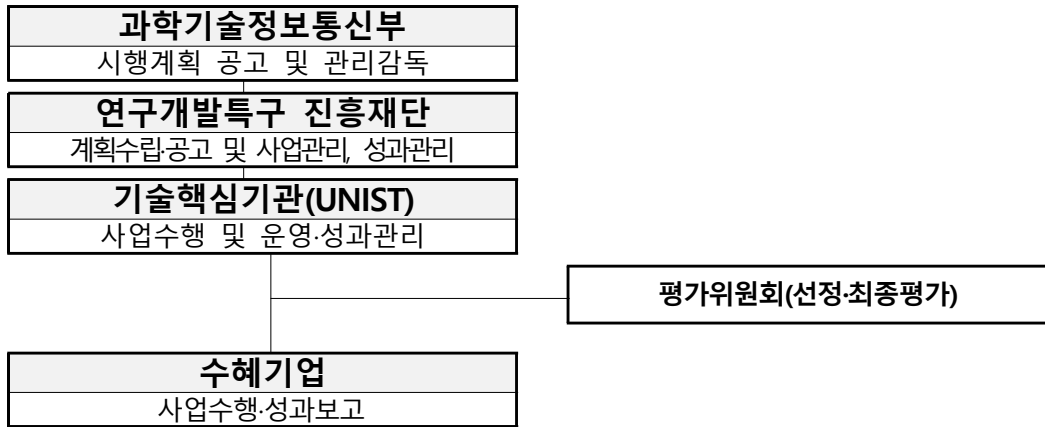 과학기술정보통신부
시행계획 공고 및 관리감독
연구개발특구 진흥재단
계획수립·공고 및 사업관리, 성과관리
기술핵심기관(UNIST)
사업수행 및 운영·성과관리
평가위원회(선정·최종평가)
수혜기업
사업수행·성과보고